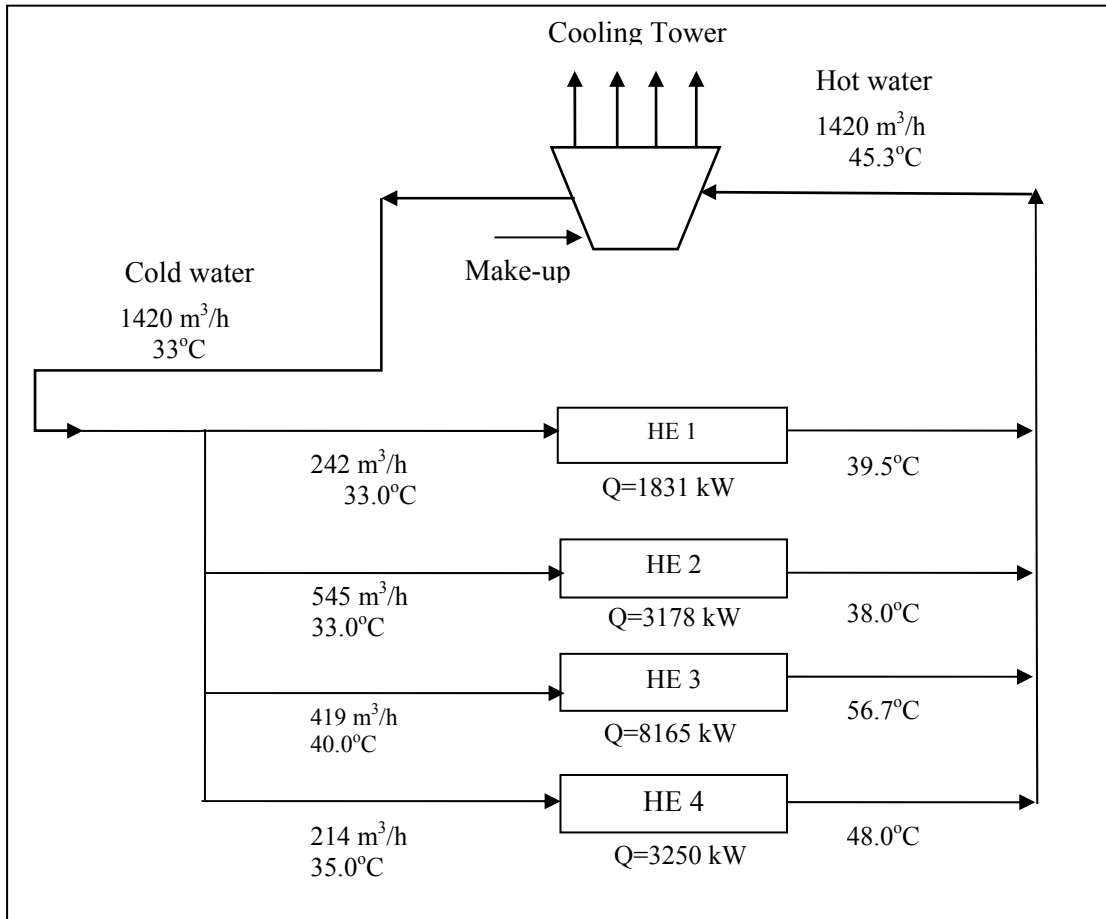 Cooling Tower
Hot water
1420 m³/h
45.3°C
Make-up
Cold water
1420 m³/h
33°C
HE 1
242 m³/h
33.0°C
Q=1831 kW
39.5°C
HE 2
545 m³/h
33.0°C
Q=3178 kW
38.0°C
HE 3
419 m³/h
40.0°C
Q=8165 kW
56.7°C
HE 4
214 m³/h
35.0°C
Q=3250 kW
48.0°C